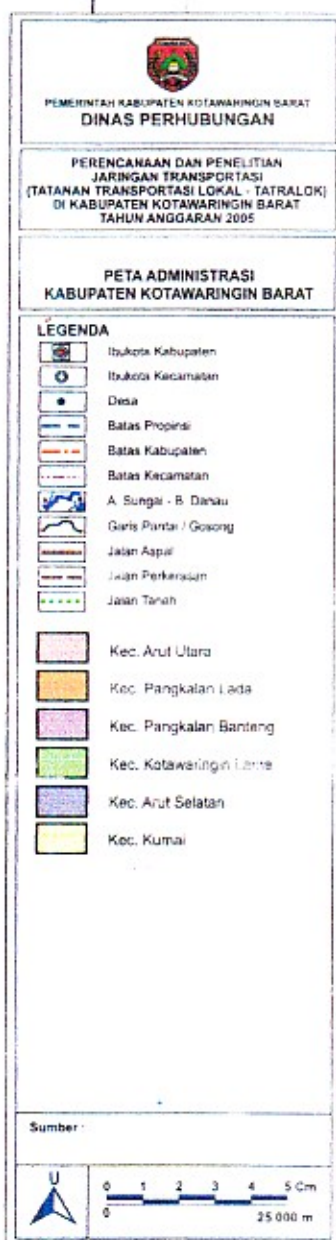 PEMERINTAH KABUPATEN KOTAWARINGIN BARAT
DINAS PERHUBUNGAN
PERENCANAAN DAN PENELITIAN
JARINGAN TRANSPORTASI
(TATANAN TRANSPORTASI LOKAL - TATRALOK)
DI KABUPATEN KOTAWARINGIN BARAT
TAHUN ANGGARAN 2005
PETA ADMINISTRASI
KABUPATEN KOTAWARINGIN BARAT
LEGENDA
Ibukota Kabupaten
Ibukota Kecamatan
Desa
Batas Propinsi
Batas Kabupaten
Batas Kecamatan
A. Sungai - B. Danau
Garis Pantai / Gosong
Jalan Aspal
Jalan Perkerasan
Jalan Tanah
Kec. Arut Utara
Kec. Pangkalan Lada
Kec. Pangkalan Banteng
Kec. Kotawaringin Lama
Kec. Arut Selatan
Kec. Kumai
Sumber :
U
0 1 2 3 4 5 Cm
0 25 000 m